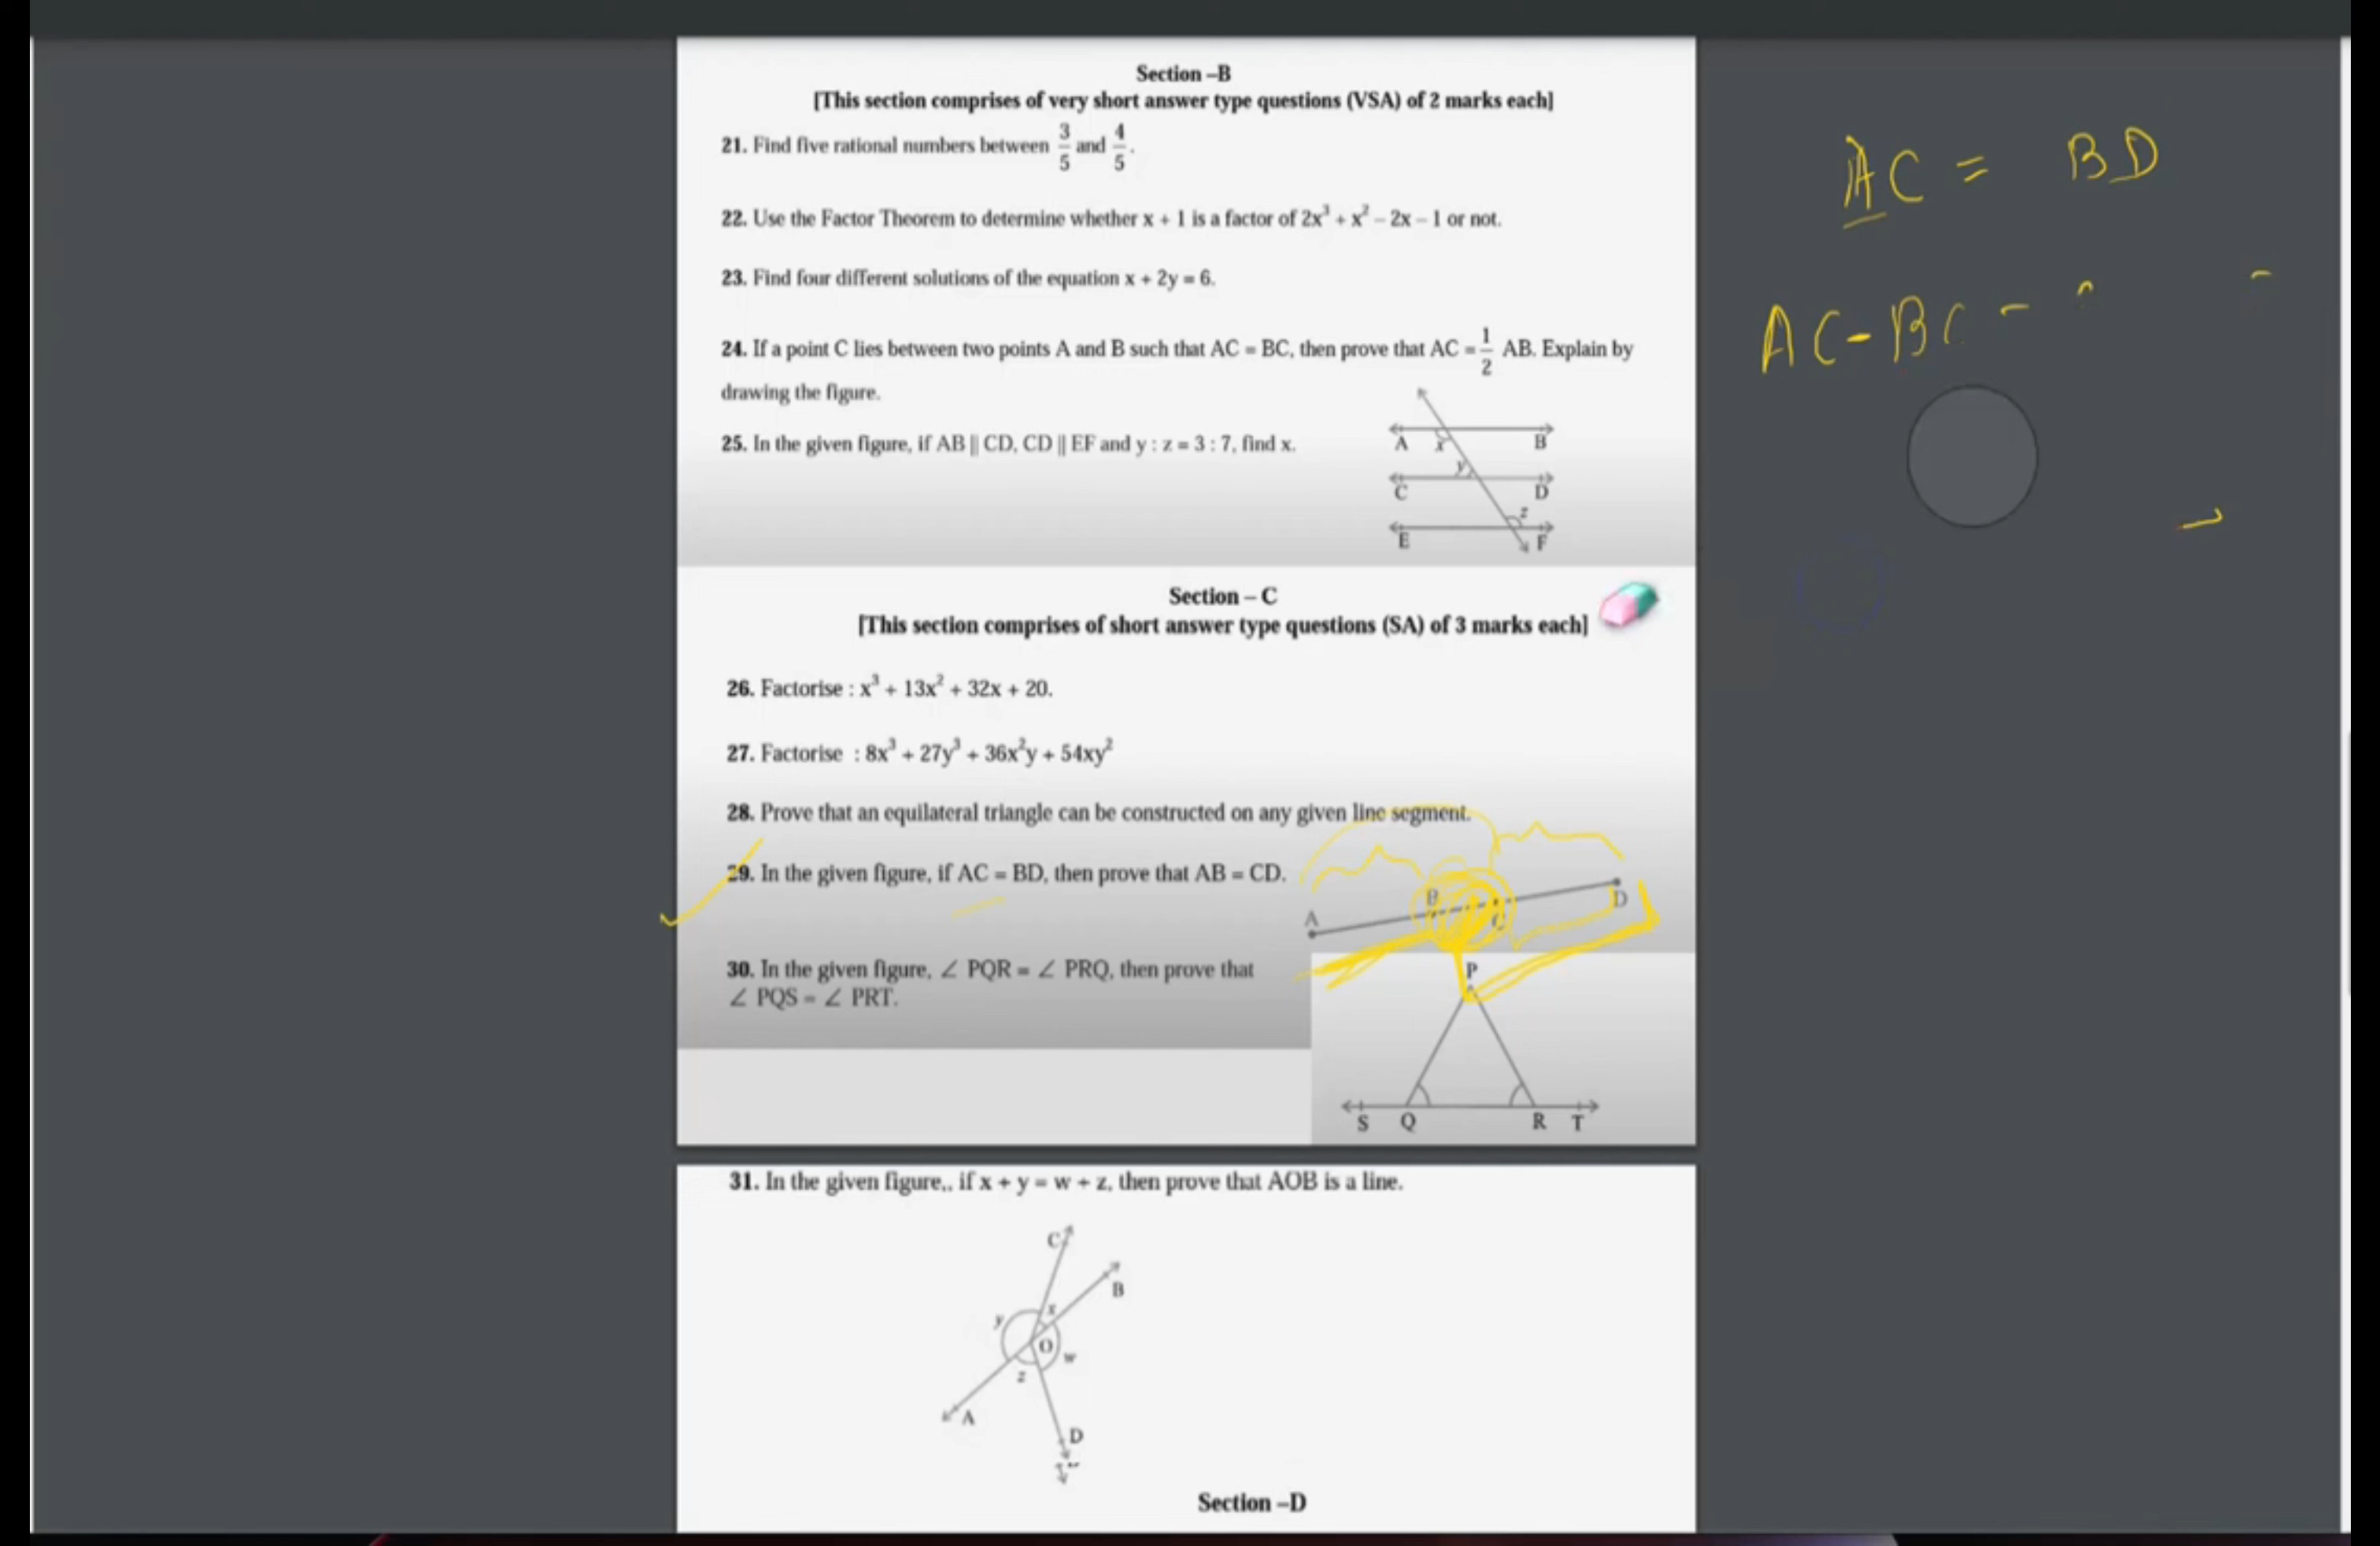 Section –B
[This section comprises of very short answer type questions (VSA) of 2 marks each]
21. Find five rational numbers between 3/5 and 4/5.
22. Use the Factor Theorem to determine whether x + 1 is a factor of 2x³ + x² – 2x – 1 or not.
23. Find four different solutions of the equation x + 2y = 6.
24. If a point C lies between two points A and B such that AC = BC, then prove that AC = 1/2 AB. Explain by
drawing the figure.
25. In the given figure, if AB || CD, CD || EF and y : z = 3 : 7, find x.
A x B
y
C D
z
E F
Section – C
[This section comprises of short answer type questions (SA) of 3 marks each]
26. Factorise : x³ + 13x² + 32x + 20.
27. Factorise : 8x³ + 27y³ + 36x²y + 54xy²
28. Prove that an equilateral triangle can be constructed on any given line segment.
29. In the given figure, if AC = BD, then prove that AB = CD.
A B C D
30. In the given figure, ∠ PQR = ∠ PRQ, then prove that
∠ PQS = ∠ PRT.
P
S Q R T
31. In the given figure,, if x + y = w + z, then prove that AOB is a line.
C
B
y x
O
w
z
A
D
Section –D
AC = BD
AC - BC -